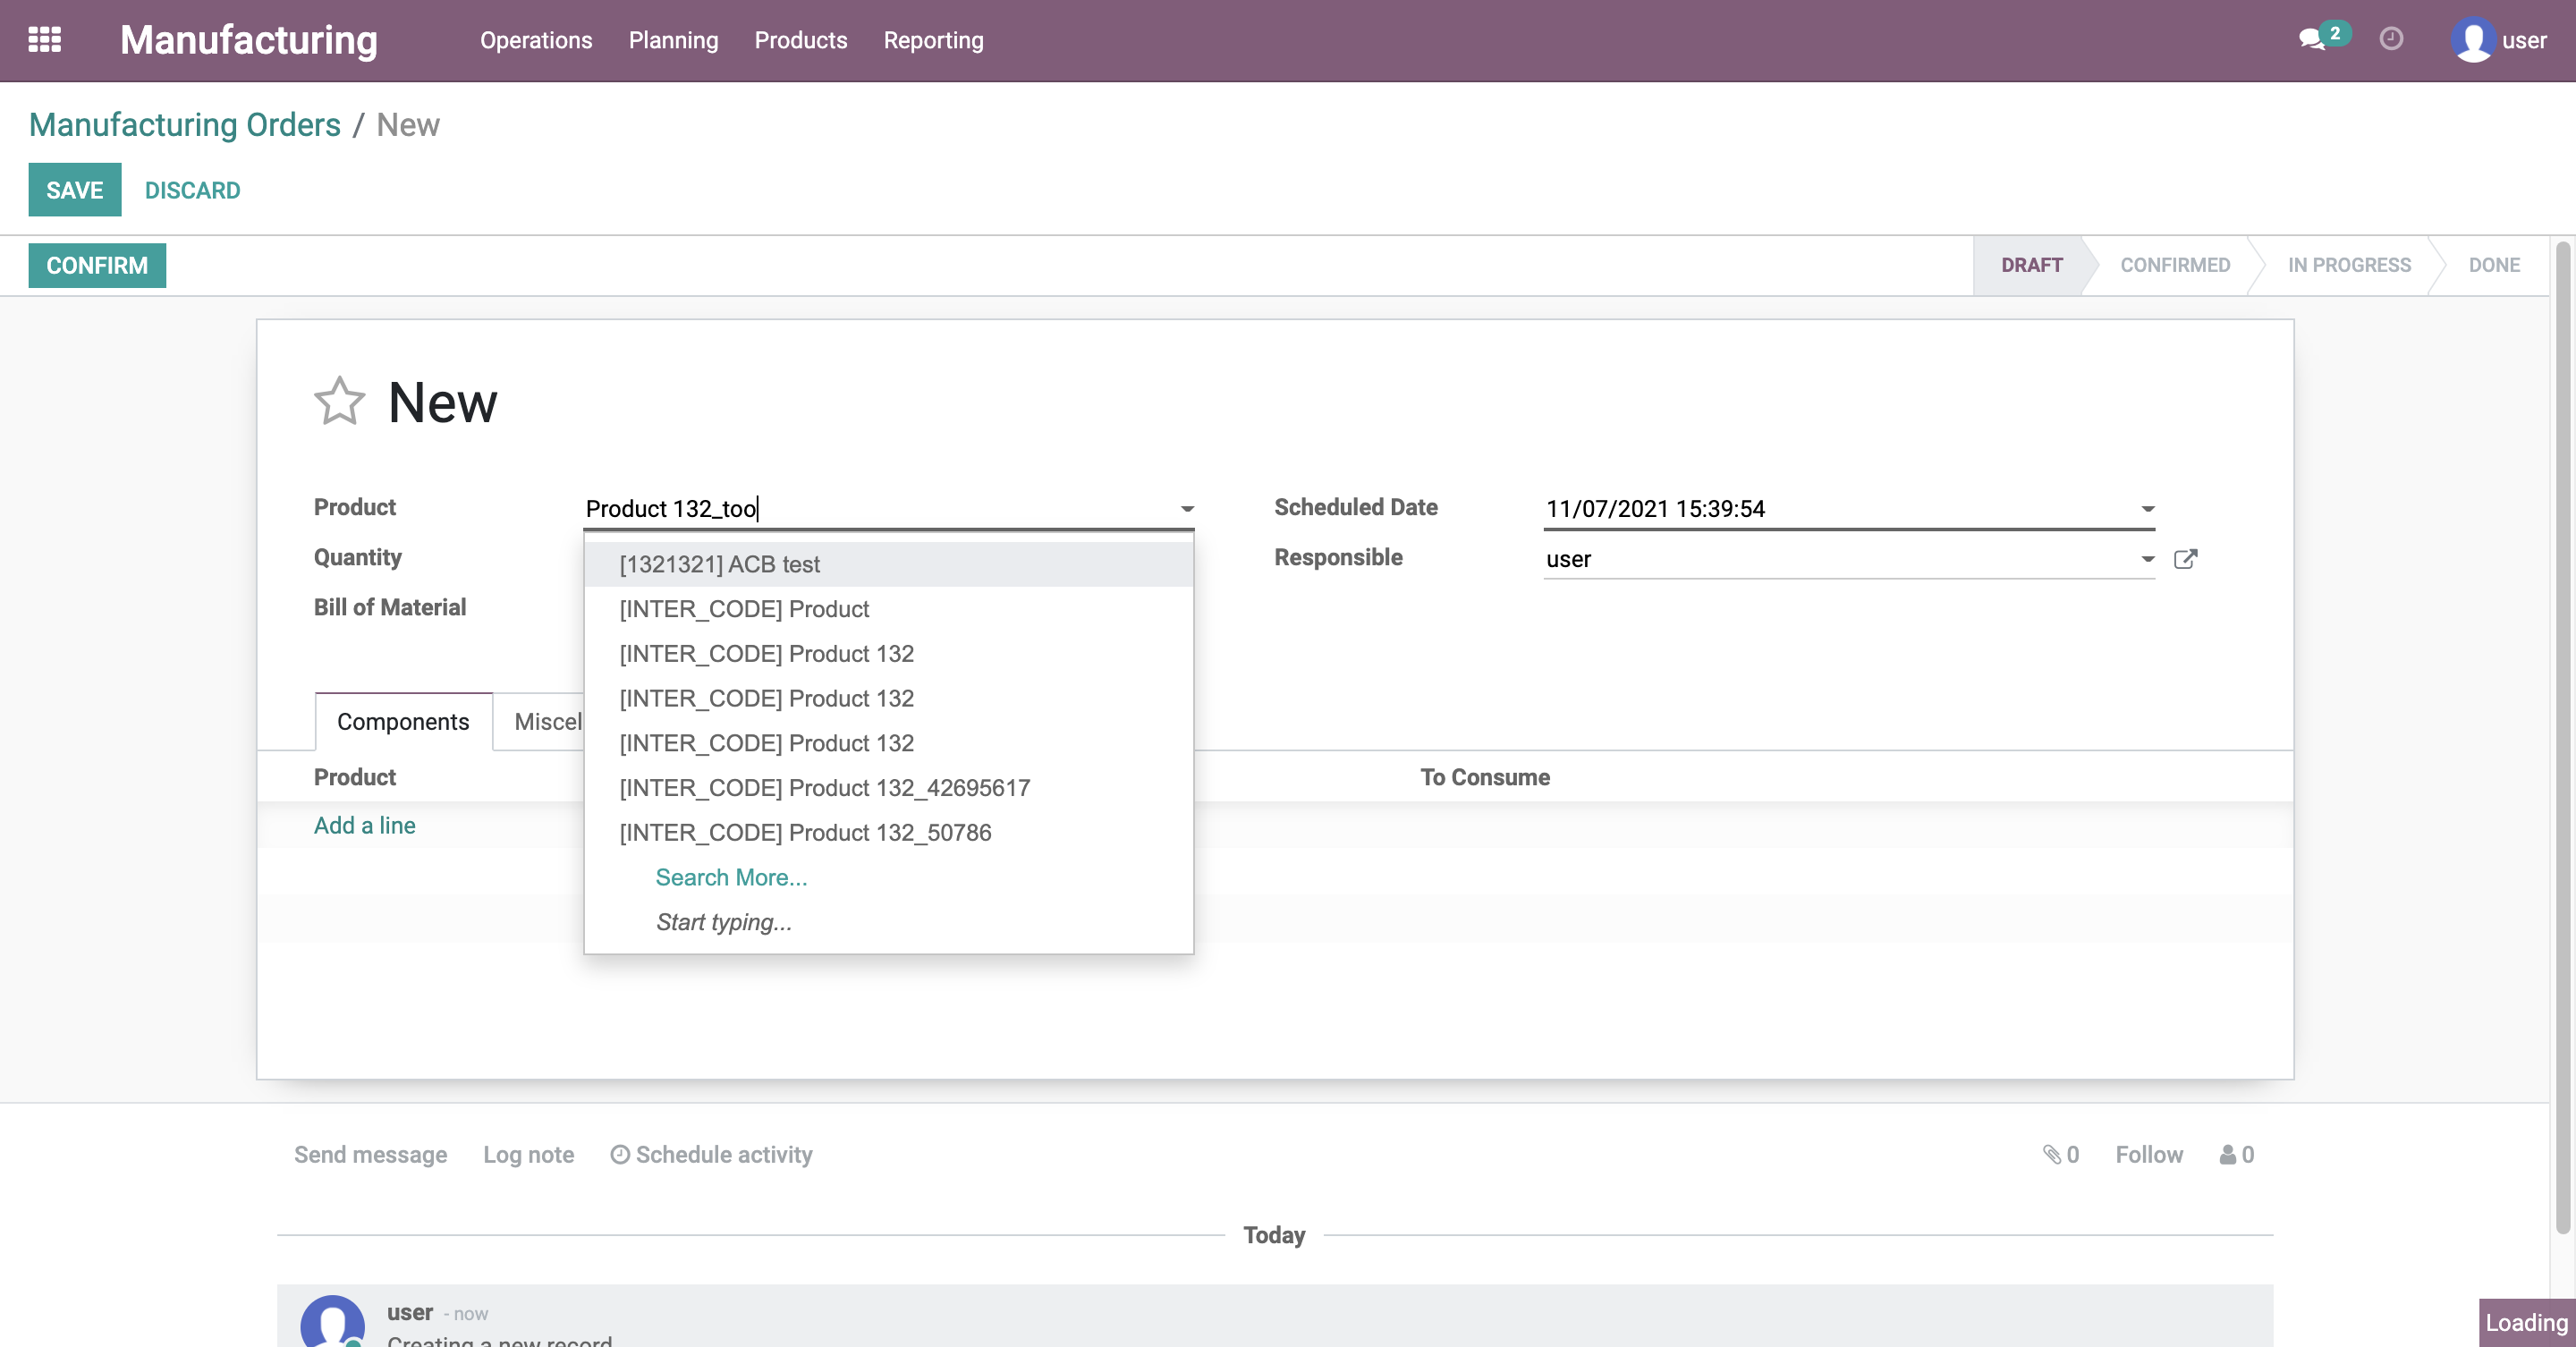 Manufacturing Operations Planning Products Reporting 2 user
Manufacturing Orders / New
SAVE DISCARD
CONFIRM DRAFT CONFIRMED IN PROGRESS DONE
New
Product Product 132_too Scheduled Date 11/07/2021 15:39:54
Quantity Responsible user
Bill of Material
[1321321] ACB test
[INTER_CODE] Product
[INTER_CODE] Product 132
[INTER_CODE] Product 132
[INTER_CODE] Product 132
[INTER_CODE] Product 132_42695617
[INTER_CODE] Product 132_50786
Search More...
Start typing...
Components Miscel
Product To Consume
Add a line
Send message Log note Schedule activity 0 Follow 0
Today
user - now
Creating a new record
Loading